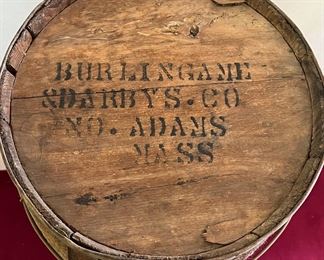 BURLINGAME
& DARBYS. CO
NO. ADAMS
MASS